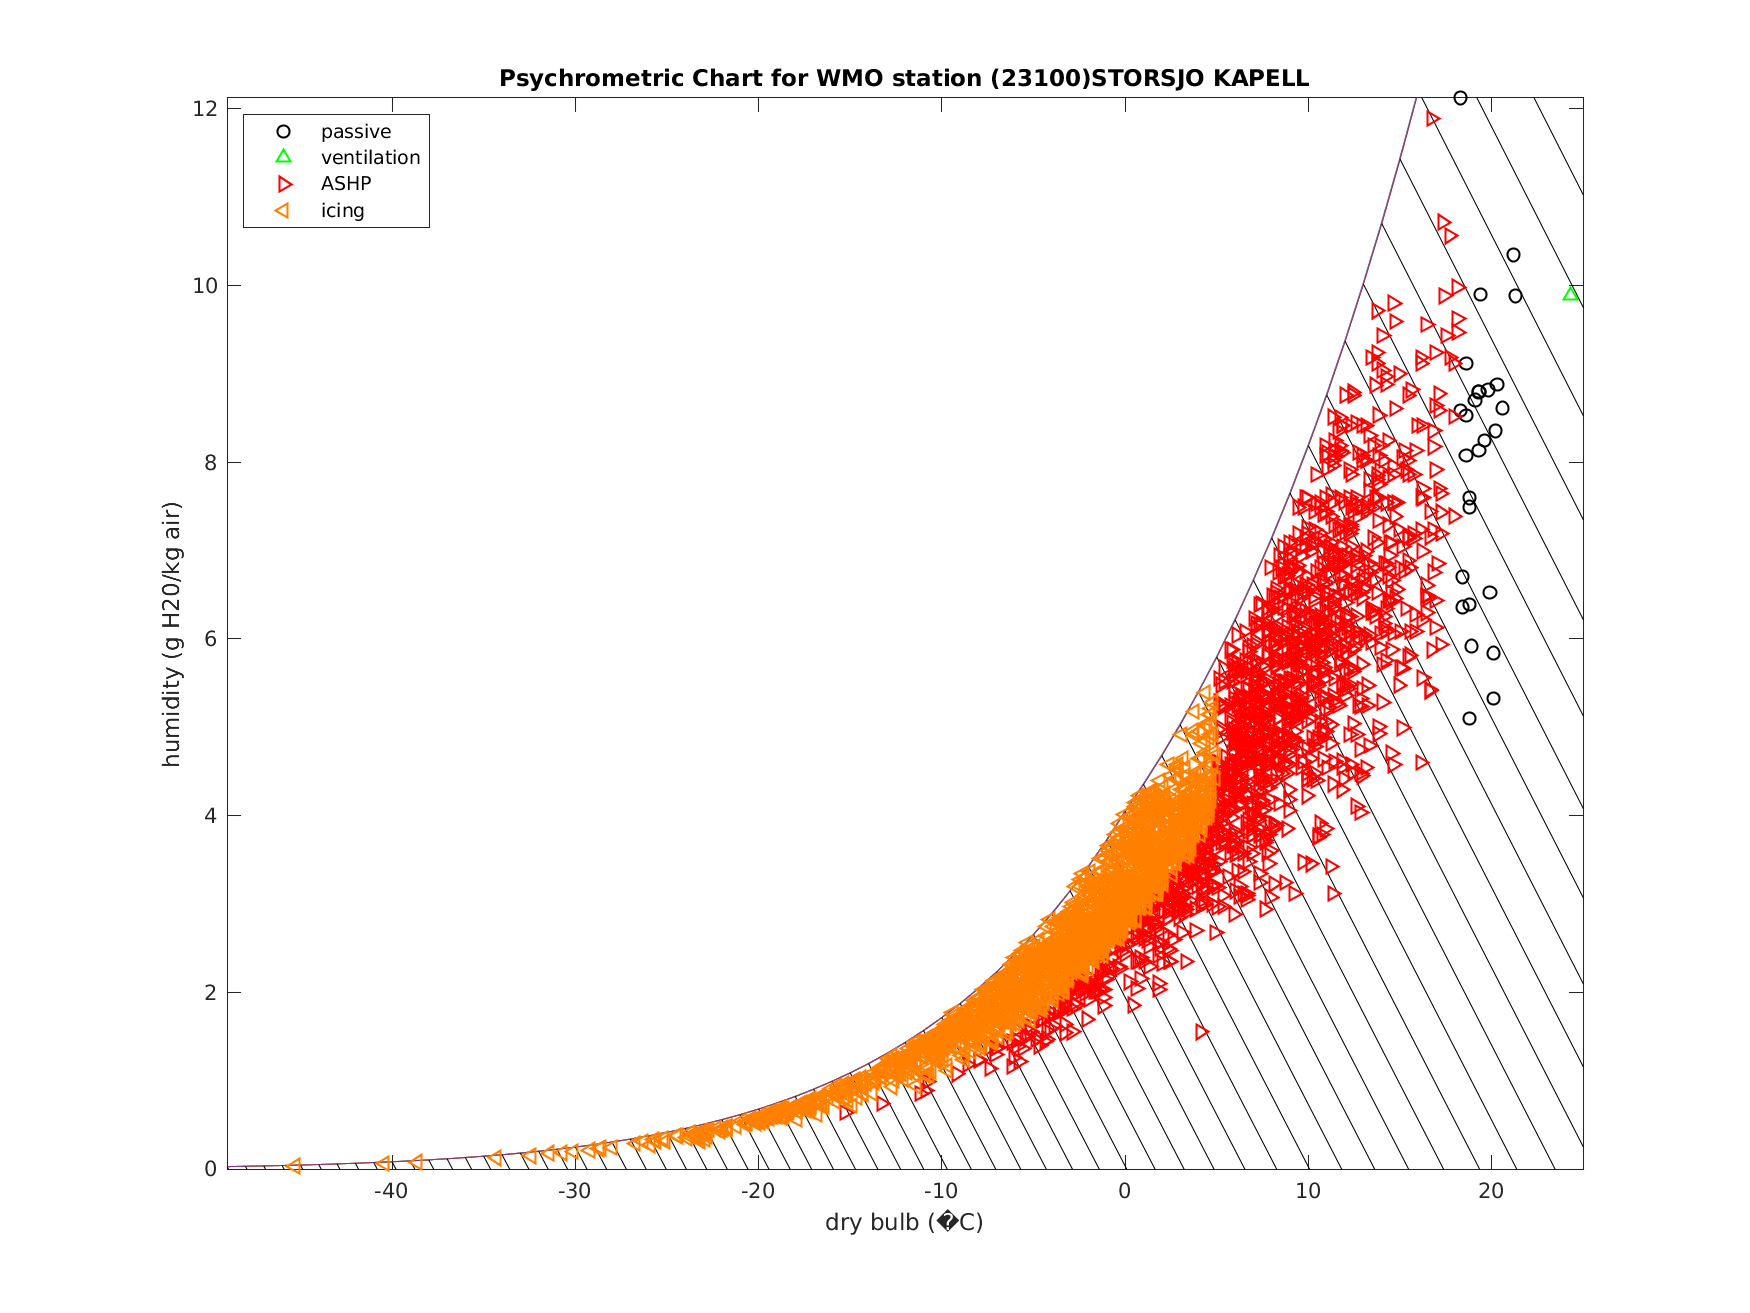 Psychrometric Chart for WMO station (23100)STORSJO KAPELL
passive
ventilation
ASHP
icing
12
10
8
6
4
2
0
humidity (g H20/kg air)
-40 -30 -20 -10 0 10 20
dry bulb (�C)